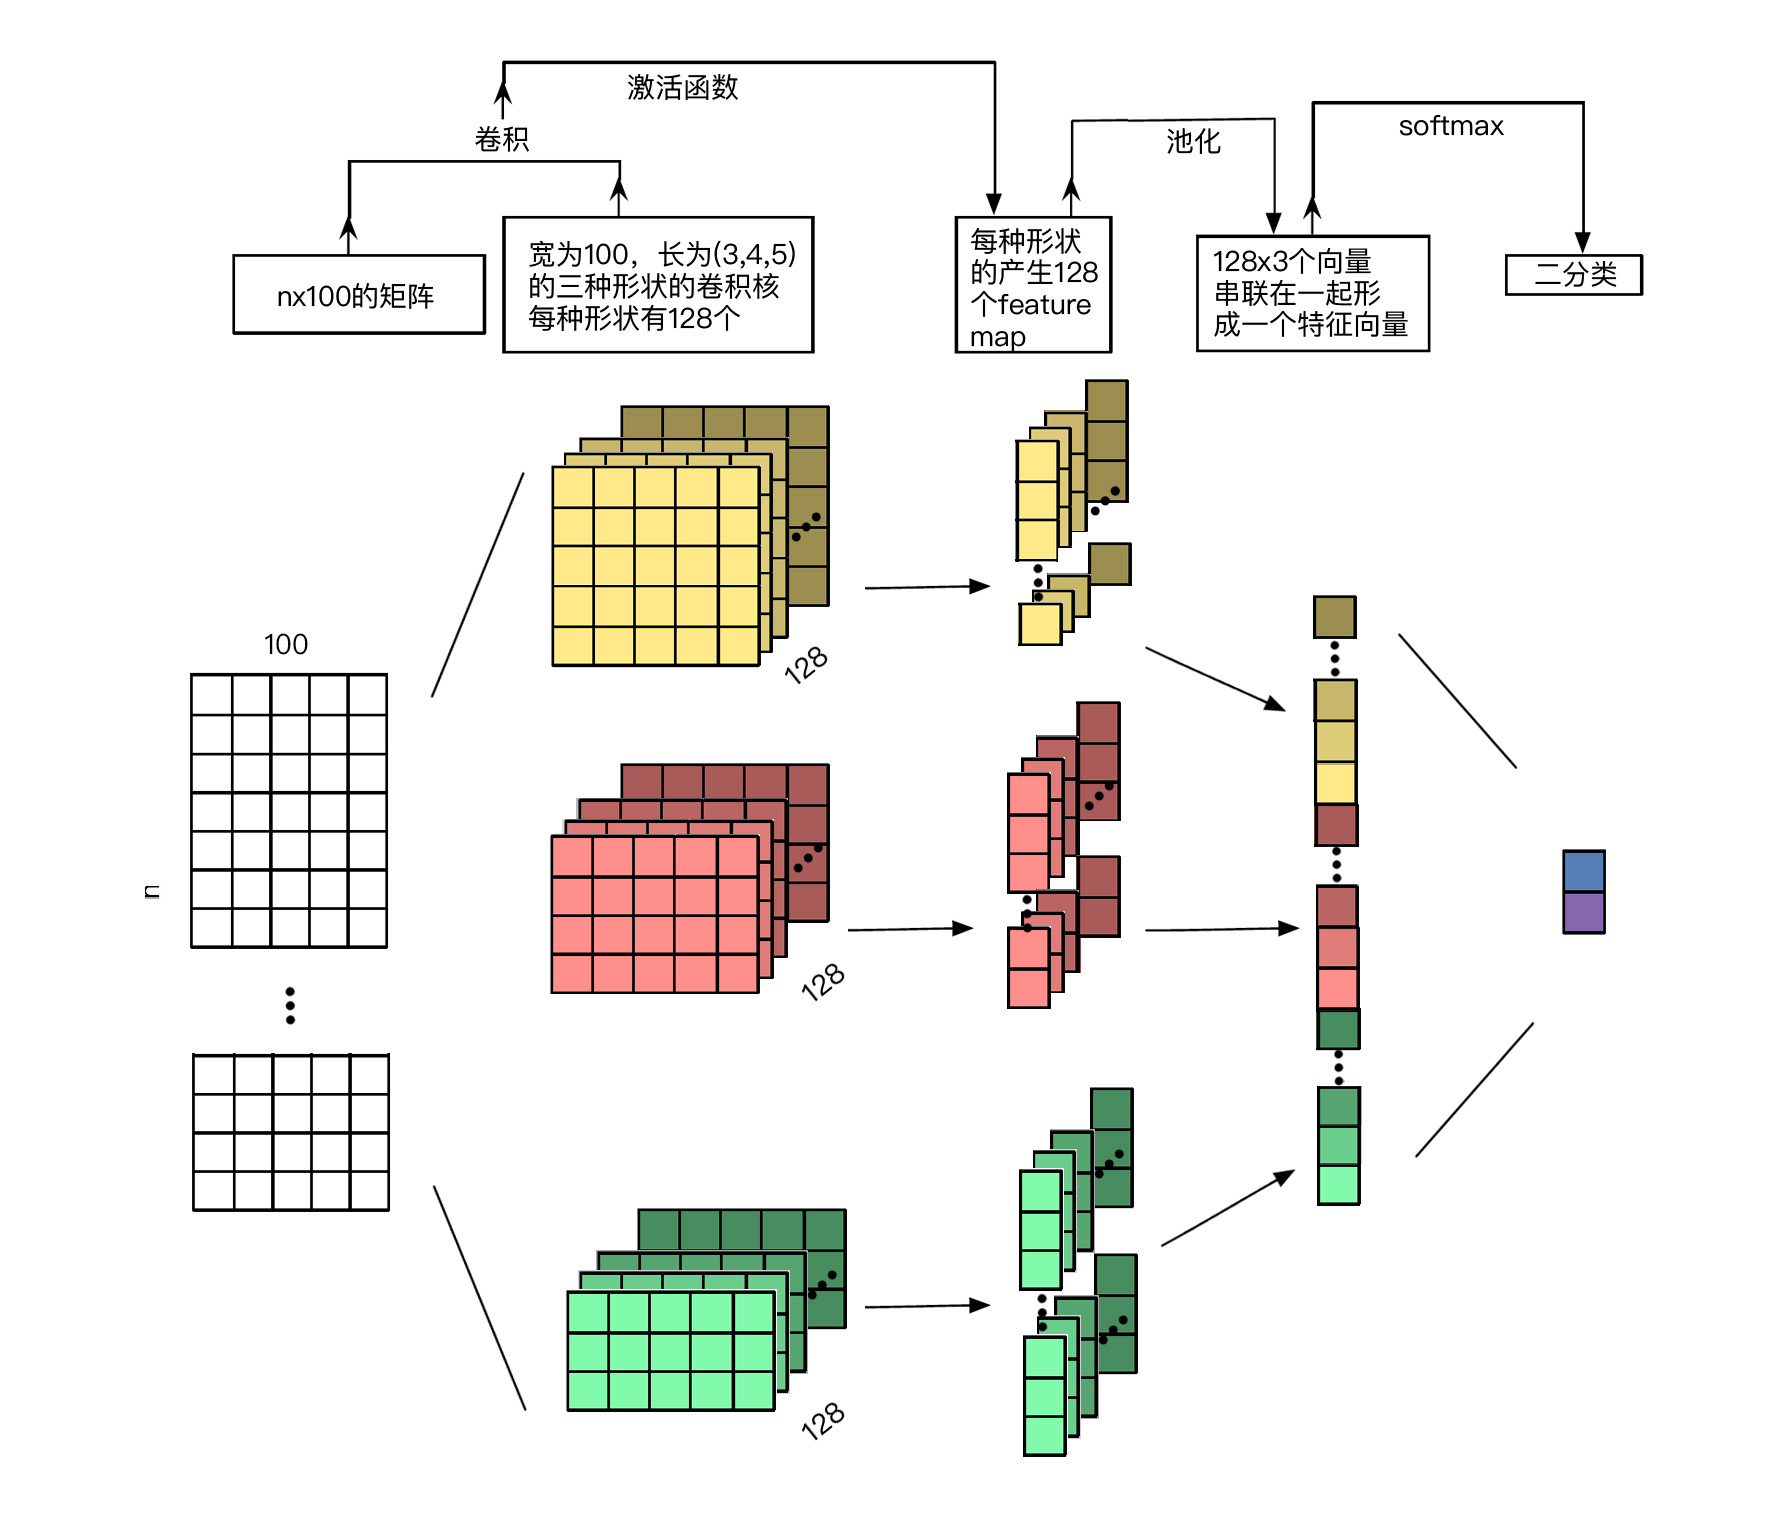 激活函数
卷积
池化
softmax
nx100的矩阵
宽为100，长为(3,4,5)
的三种形状的卷积核
每种形状有128个
每种形状
的产生128
个feature
map
128x3个向量
串联在一起形
成一个特征向量
二分类
100
n
128
128
128